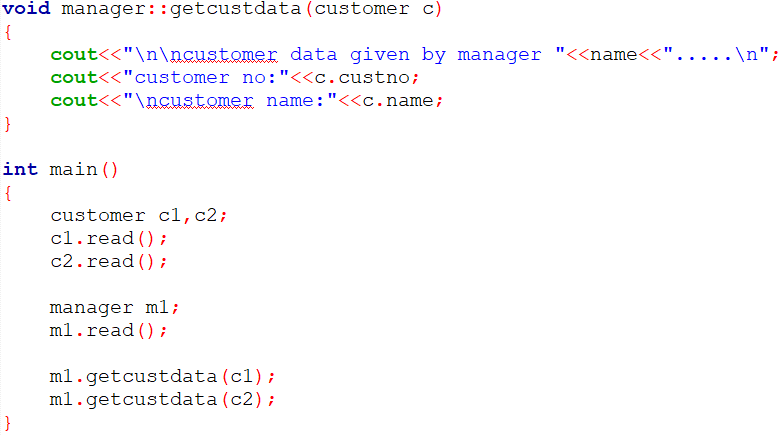 void manager::getcustdata(customer c)
{
    cout<<"\n\ncustomer data given by manager "<<name<<".....\n";
    cout<<"customer no:"<<c.custno;
    cout<<"\ncustomer name:"<<c.name;
}

int main()
{
    customer c1,c2;
    c1.read();
    c2.read();

    manager m1;
    m1.read();

    m1.getcustdata(c1);
    m1.getcustdata(c2);
}